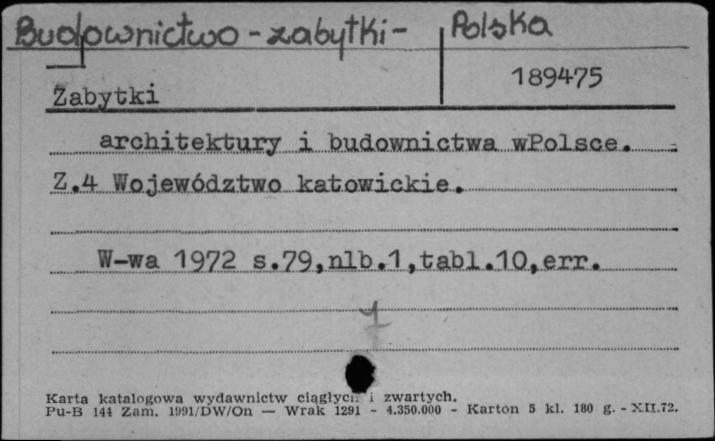 Budownictwo - zabytki - Polska
189475
Zabytki
architektury i budownictwa wPolsce.
Z.4 Województwo katowickie.
W-wa 1972 s.79,nlb.1,tabl.10,err.
Karta katalogowa wydawnictw ciągłych i zwartych.
Pu-B 144 Zam. 1991/DW/On — Wrak 1291 - 4.350.000 - Karton 5 kl. 180 g. - XII.72.